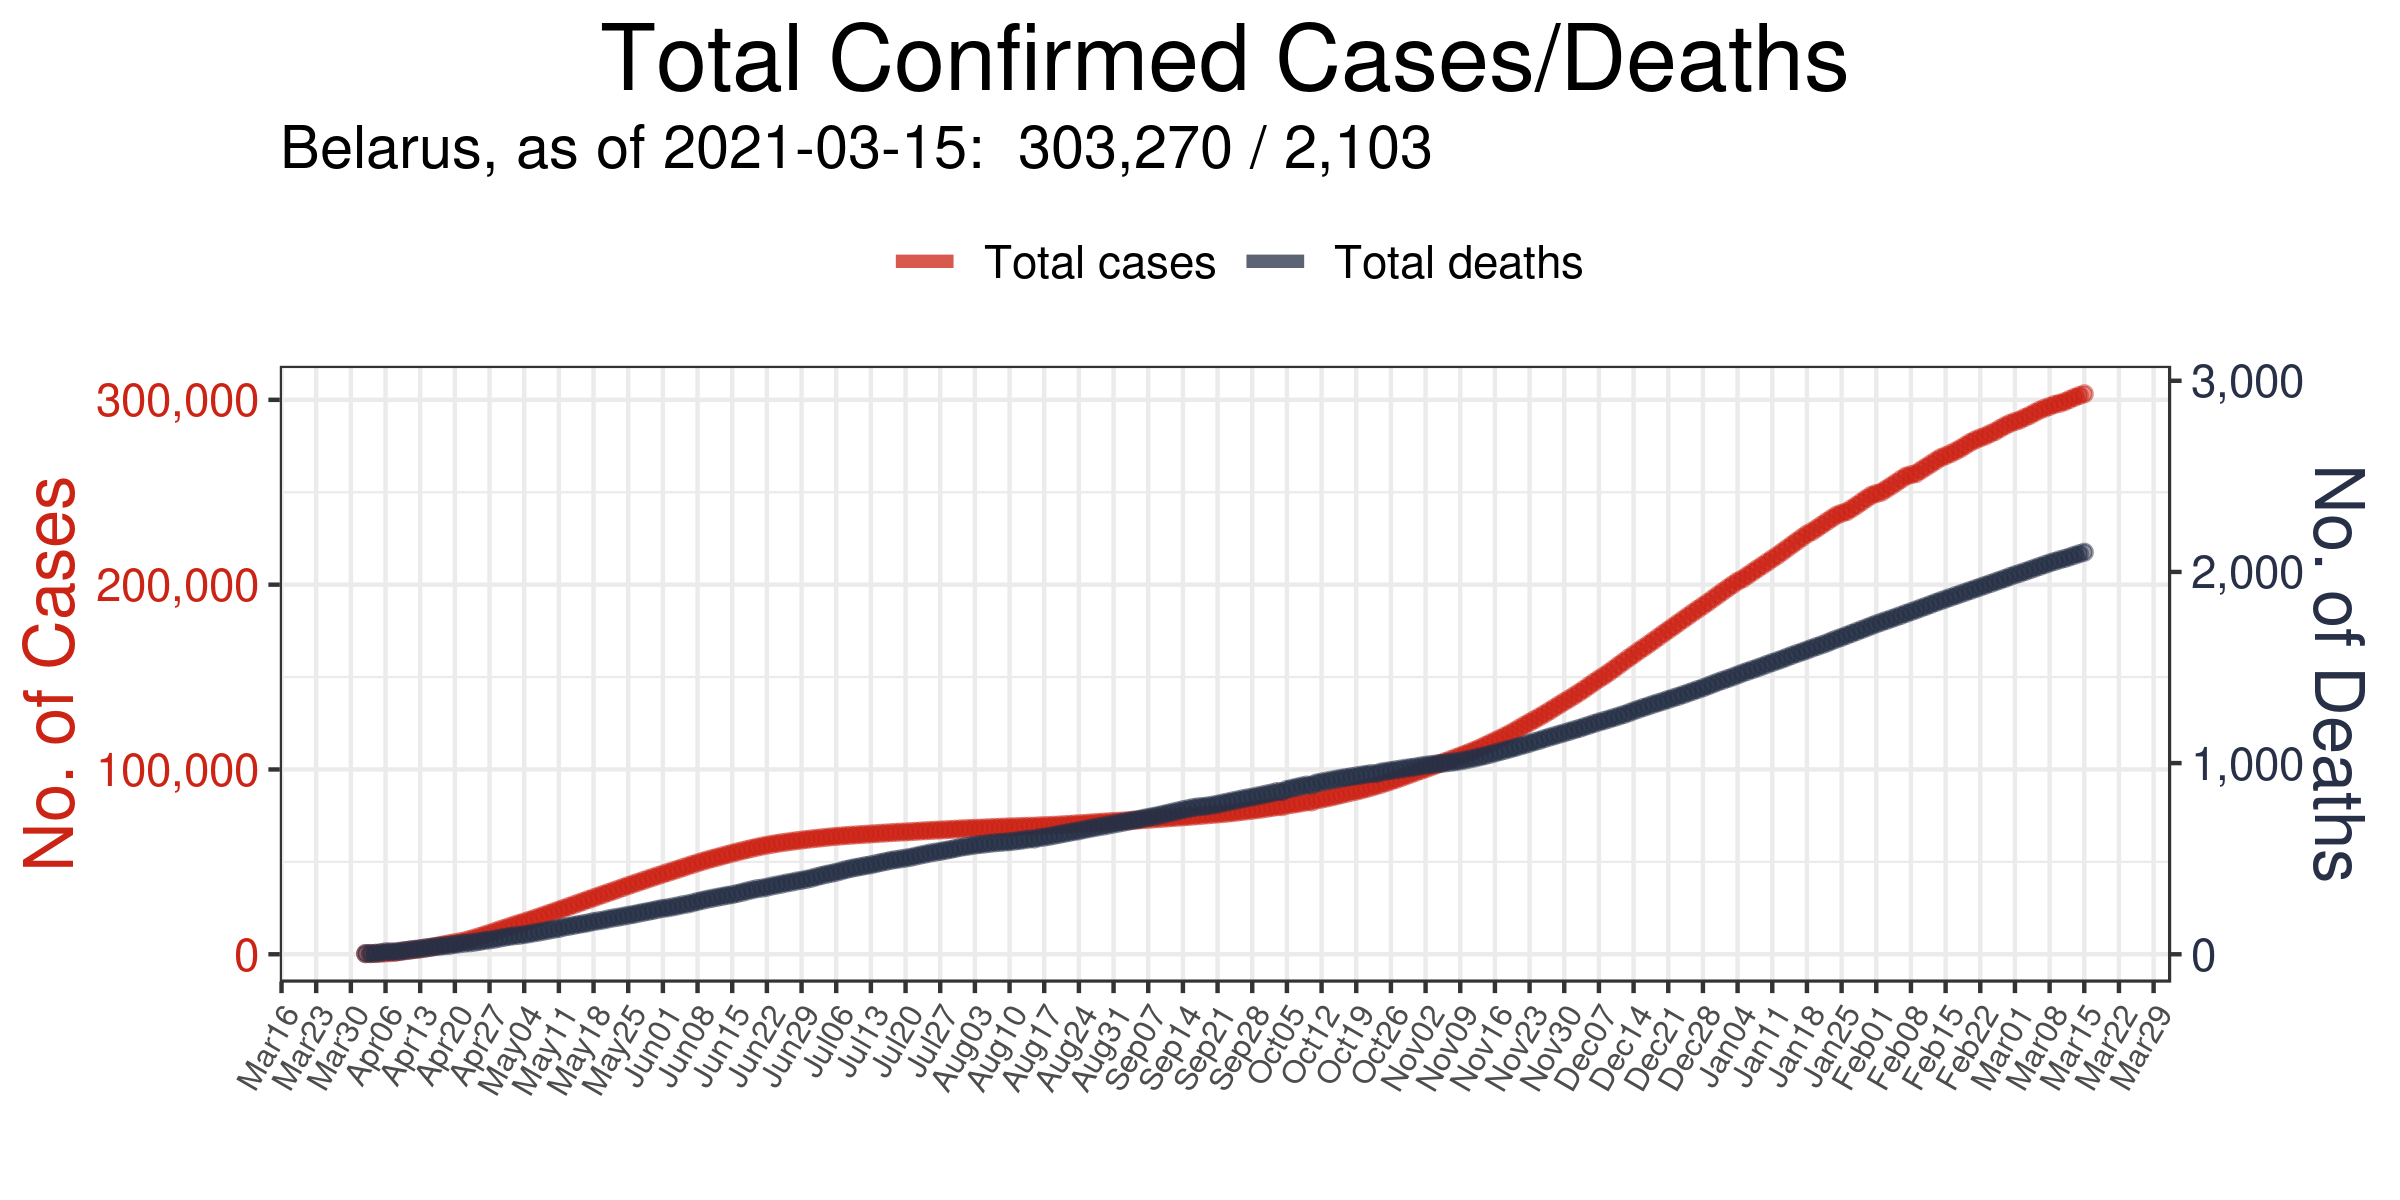 Total Confirmed Cases/Deaths
Belarus, as of 2021-03-15:  303,270 / 2,103
Total cases
Total deaths
No. of Cases
300,000
200,000
100,000
0
3,000
2,000
1,000
0
No. of Deaths
Mar16
Mar23
Mar30
Apr06
Apr13
Apr20
Apr27
May04
May11
May18
May25
Jun01
Jun08
Jun15
Jun22
Jun29
Jul06
Jul13
Jul20
Jul27
Aug03
Aug10
Aug17
Aug24
Aug31
Sep07
Sep14
Sep21
Sep28
Oct05
Oct12
Oct19
Oct26
Nov02
Nov09
Nov16
Nov23
Nov30
Dec07
Dec14
Dec21
Dec28
Jan04
Jan11
Jan18
Jan25
Feb01
Feb08
Feb15
Feb22
Mar01
Mar08
Mar15
Mar22
Mar29